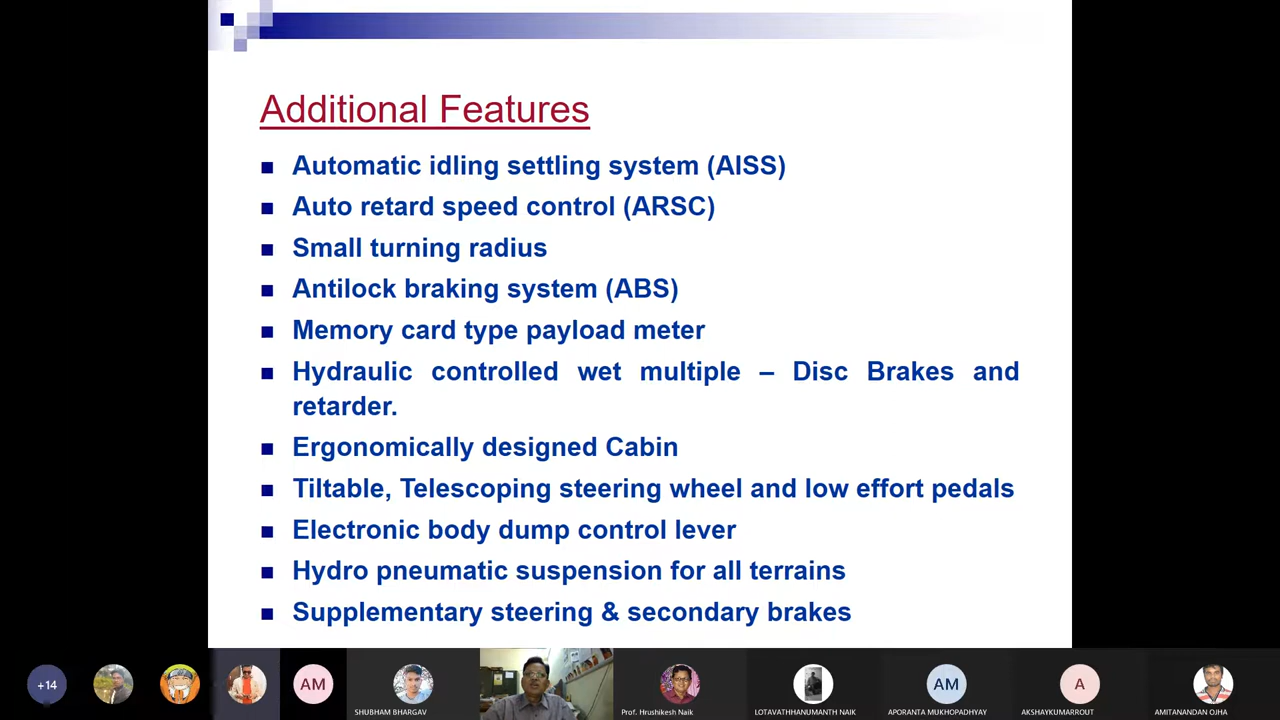 Additional Features
Automatic idling settling system (AISS)
Auto retard speed control (ARSC)
Small turning radius
Antilock braking system (ABS)
Memory card type payload meter
Hydraulic controlled wet multiple – Disc Brakes and
retarder.
Ergonomically designed Cabin
Tiltable, Telescoping steering wheel and low effort pedals
Electronic body dump control lever
Hydro pneumatic suspension for all terrains
Supplementary steering & secondary brakes
+14
AM
AM
A
SHUBHAM BHARGAV
Prof. Hrushikesh Naik
LOTAVATHHANUMANTH NAIK
APORANTA MUKHOPADHYAY
AKSHAYKUMARROUT
AMITANANDAN OJHA